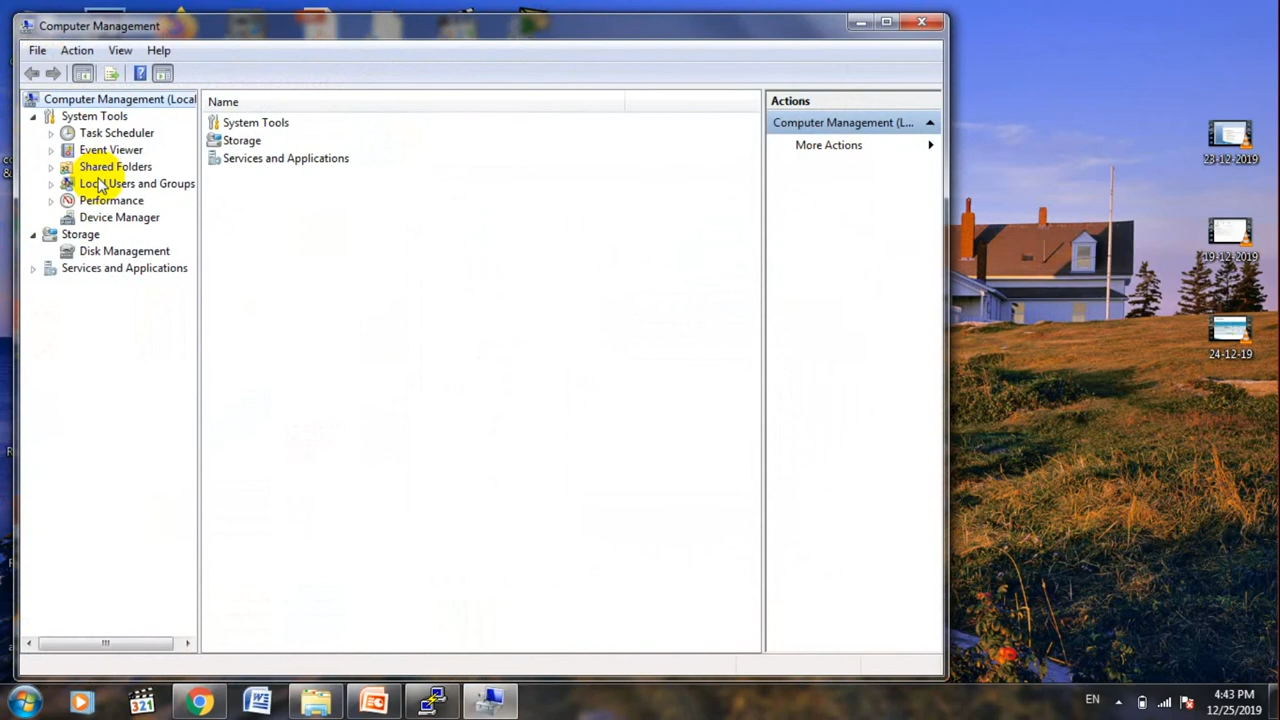 Computer Management
File Action View Help
Computer Management (Local
System Tools
Task Scheduler
Event Viewer
Shared Folders
Local Users and Groups
Performance
Device Manager
Storage
Disk Management
Services and Applications
Name
System Tools
Storage
Services and Applications
Actions
Computer Management (L...
More Actions
23-12-2019
19-12-2019
24-12-19
321
EN
4:43 PM
12/25/2019